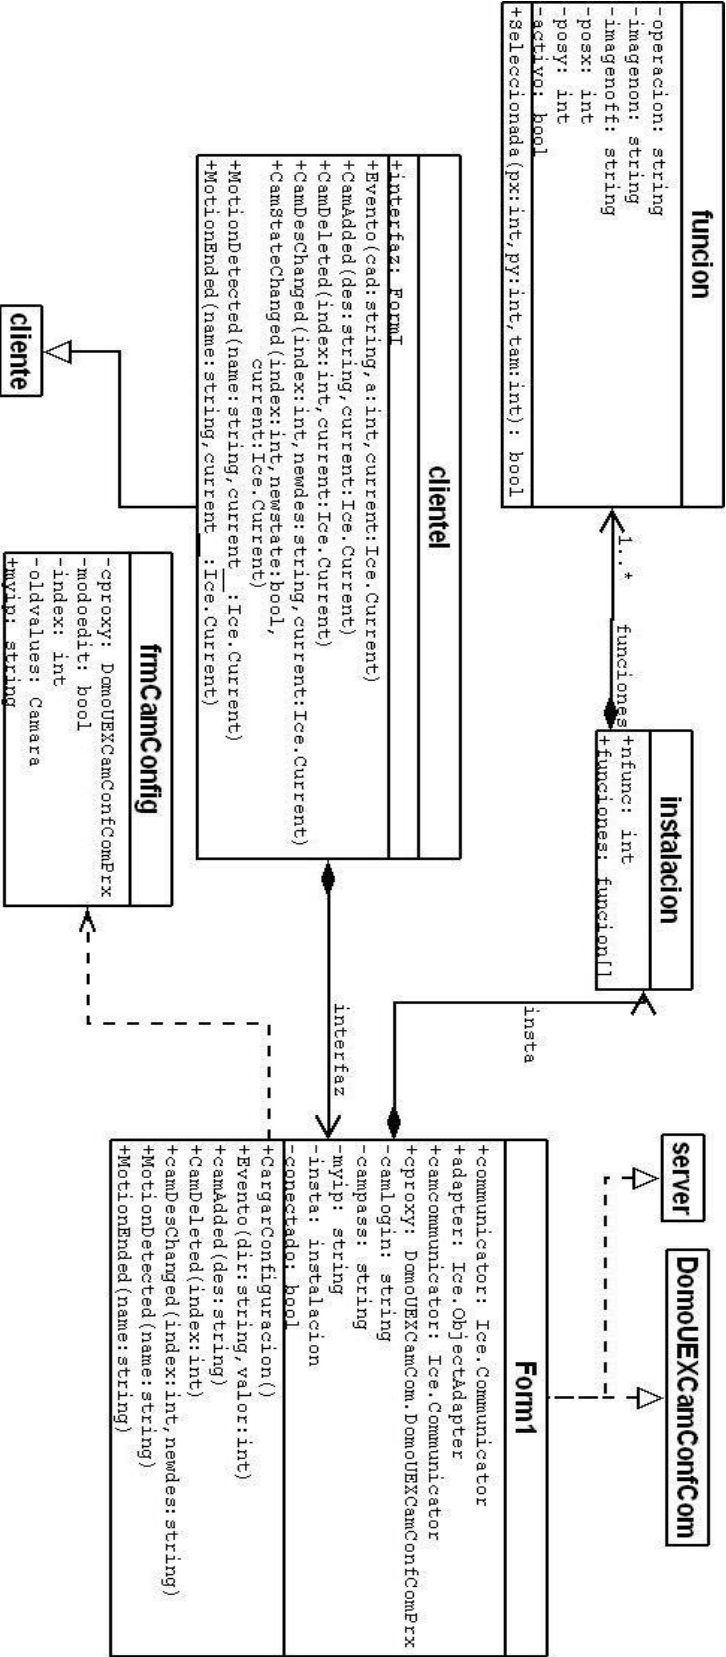 funcion
-operacion: string
-imagenon: string
-imagenoff: string
-posx: int
-posy: int
-activo: bool
+Seleccionada(px:int,py:int,tam:int): bool
1..*
funciones
instalacion
+nfunc: int
+funciones: funcion[]
insta
server
DomoUEXCamConfCom
clienteI
+interfaz: Form1
+Evento(cad:string,a:int,current:Ice.Current)
+CamAdded(des:string,current:Ice.Current)
+CamDeleted(index:int,current:Ice.Current)
+CamDesChanged(index:int,newdes:string,current:Ice.Current)
+CamStateChanged(index:int,newstate:bool,
current:Ice.Current)
+MotionDetected(name:string,current__:Ice.Current)
+MotionEnded(name:string,current__:Ice.Current)
interfaz
Form1
+communicator: Ice.Communicator
+adapter: Ice.ObjectAdapter
+camcommunicator: Ice.Communicator
+cproxy: DomoUEXCamCom.DomoUEXCamConfComPrx
-camlogin: string
-campass: string
-myip: string
-insta: instalacion
-conectado: bool
+CargarConfiguracion()
+Evento(dir:string,valor:int)
+camAdded(des:string)
+CamDeleted(index:int)
+camDesChanged(index:int,newdes:string)
+MotionDetected(name:string)
+MotionEnded(name:string)
cliente
frmCamConfig
-cproxy: DomoUEXCamConfComPrx
-modoedit: bool
-index: int
-oldvalues: Camara
+myip: string